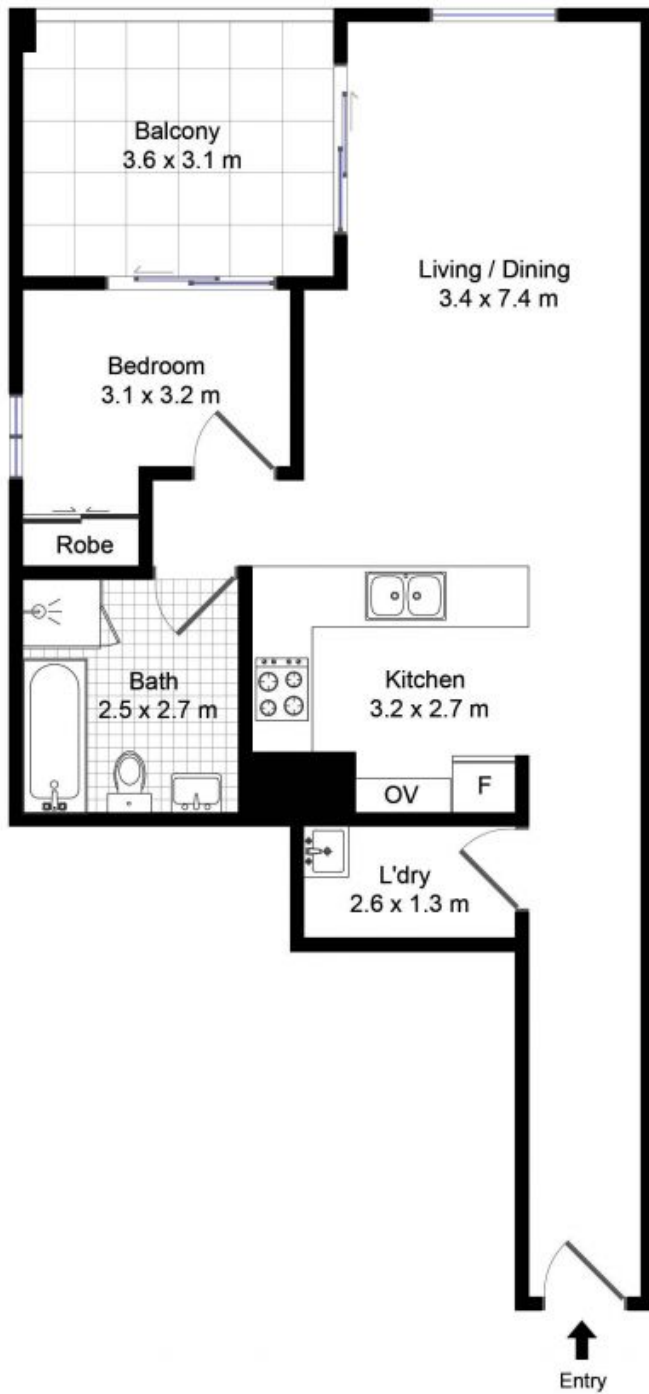 Balcony
3.6 x 3.1 m
Living / Dining
3.4 x 7.4 m
Bedroom
3.1 x 3.2 m
Robe
Bath
2.5 x 2.7 m
Kitchen
3.2 x 2.7 m
OV
F
L'dry
2.6 x 1.3 m
Entry